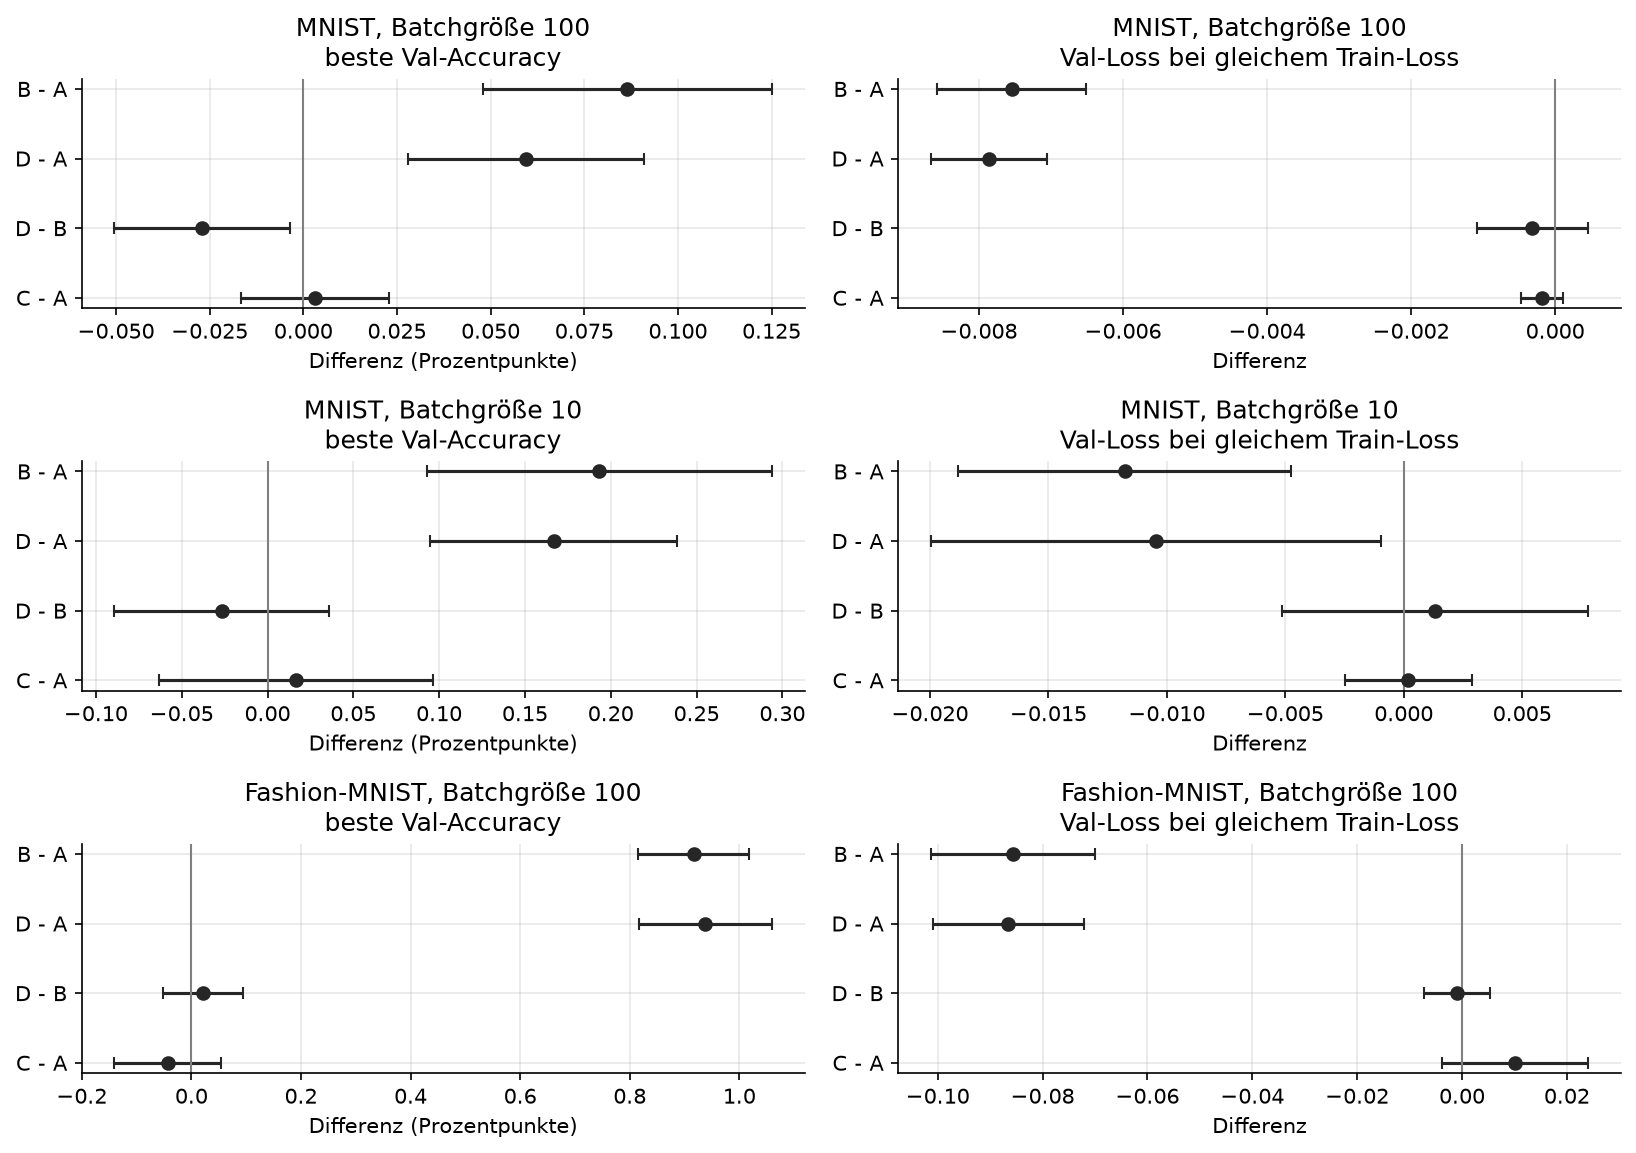 MNIST, Batchgröße 100
beste Val-Accuracy
B - A
D - A
D - B
C - A
−0.050 −0.025 0.000 0.025 0.050 0.075 0.100 0.125
Differenz (Prozentpunkte)
MNIST, Batchgröße 100
Val-Loss bei gleichem Train-Loss
B - A
D - A
D - B
C - A
−0.008 −0.006 −0.004 −0.002 0.000
Differenz
MNIST, Batchgröße 10
beste Val-Accuracy
B - A
D - A
D - B
C - A
−0.10 −0.05 0.00 0.05 0.10 0.15 0.20 0.25 0.30
Differenz (Prozentpunkte)
MNIST, Batchgröße 10
Val-Loss bei gleichem Train-Loss
B - A
D - A
D - B
C - A
−0.020 −0.015 −0.010 −0.005 0.000 0.005
Differenz
Fashion-MNIST, Batchgröße 100
beste Val-Accuracy
B - A
D - A
D - B
C - A
−0.2 0.0 0.2 0.4 0.6 0.8 1.0
Differenz (Prozentpunkte)
Fashion-MNIST, Batchgröße 100
Val-Loss bei gleichem Train-Loss
B - A
D - A
D - B
C - A
−0.10 −0.08 −0.06 −0.04 −0.02 0.00 0.02
Differenz